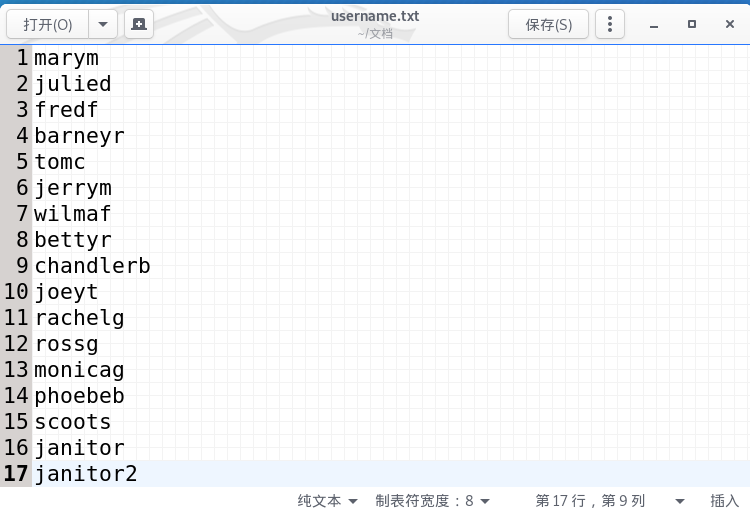 打开(O)
username.txt
~/文档
保存(S)
1 marym
2 julied
3 fredf
4 barneyr
5 tomc
6 jerrym
7 wilmaf
8 bettyr
9 chandlerb
10 joeyt
11 rachelg
12 rossg
13 monicag
14 phoebeb
15 scoots
16 janitor
17 janitor2
纯文本 制表符宽度：8 第 17 行，第 9 列 插入